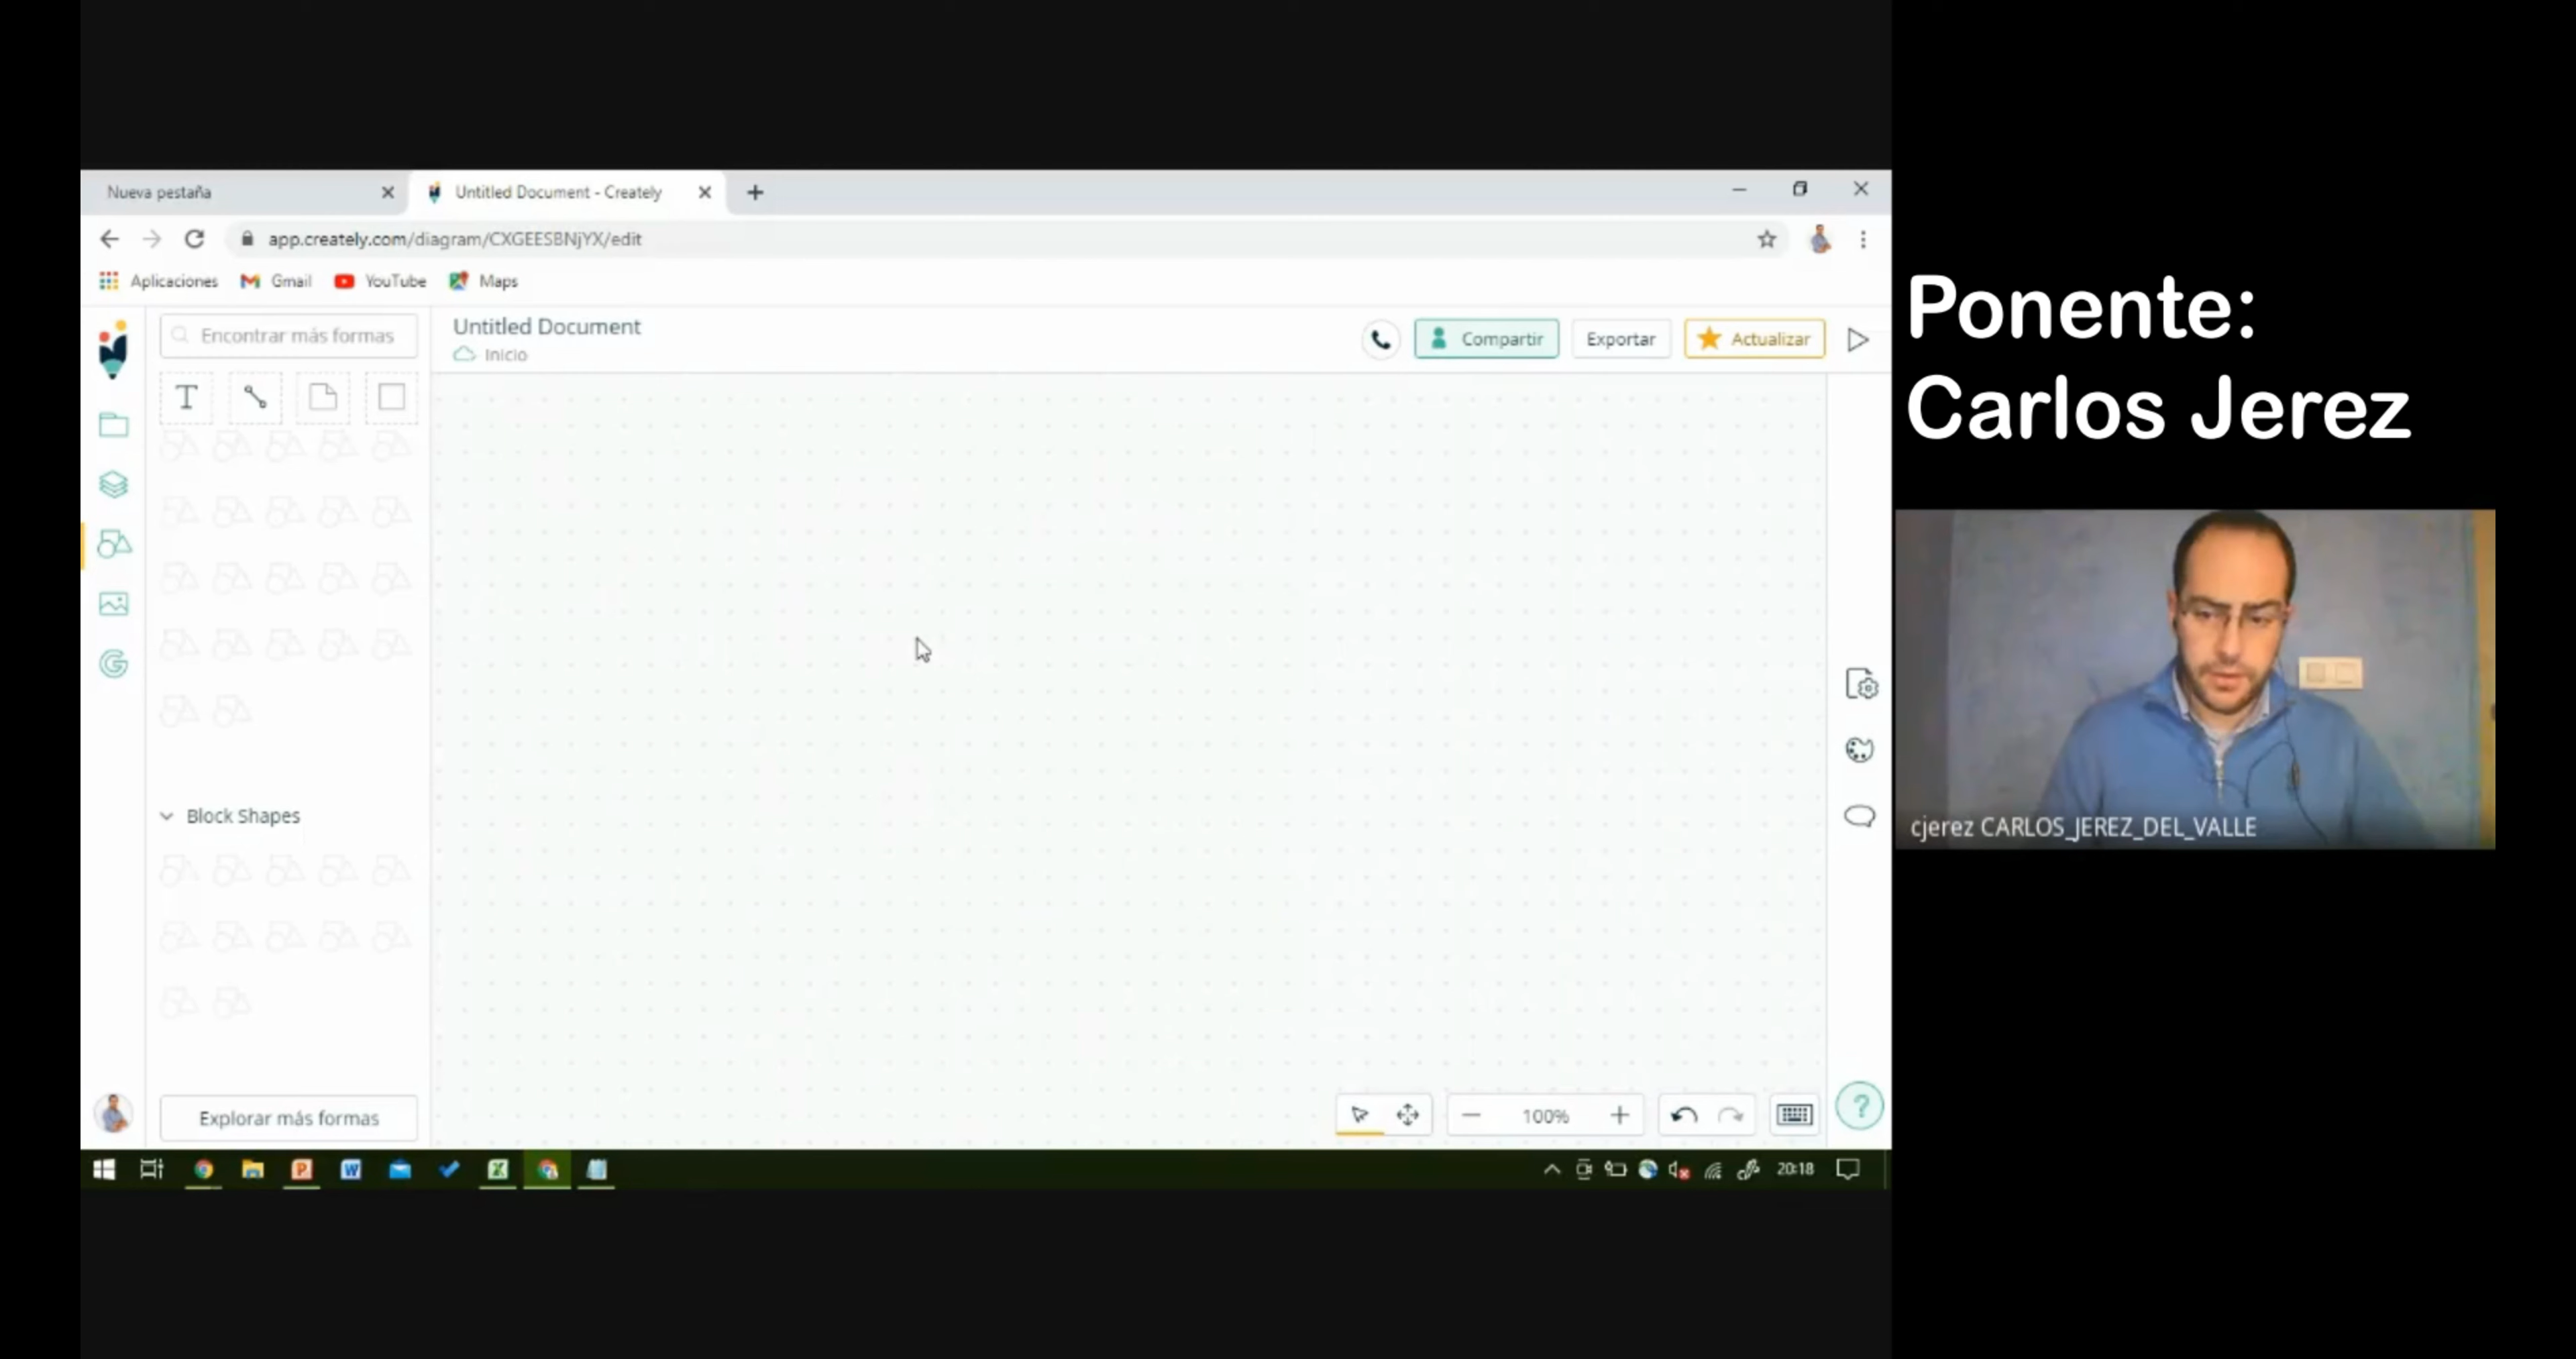 Nueva pestaña
Untitled Document - Creately
app.creately.com/diagram/CXGEESBNjYX/edit
Aplicaciones
Gmail
YouTube
Maps
Encontrar más formas
Untitled Document
Inicio
Compartir
Exportar
Actualizar
T
Block Shapes
Explorar más formas
100%
?
20:18
Ponente:
Carlos Jerez
cjerez CARLOS_JEREZ_DEL_VALLE